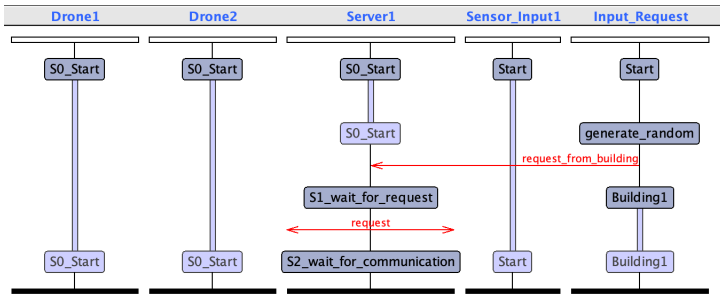 Drone1 Drone2 Server1 Sensor_Input1 Input_Request
S0_Start S0_Start S0_Start Start Start
S0_Start generate_random
request_from_building
S1_wait_for_request Building1
request
S0_Start S0_Start S2_wait_for_communication Start Building1